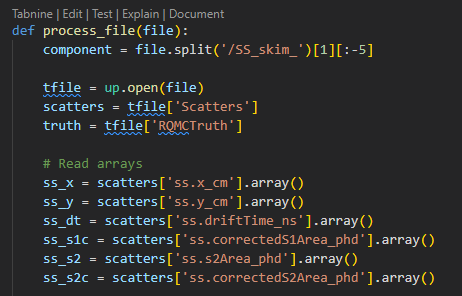 Tabnine | Edit | Test | Explain | Document
def process_file(file):
    component = file.split('/SS_skim_')[1][:-5]

    tfile = up.open(file)
    scatters = tfile['Scatters']
    truth = tfile['RQMCTruth']

    # Read arrays
    ss_x = scatters['ss.x_cm'].array()
    ss_y = scatters['ss.y_cm'].array()
    ss_dt = scatters['ss.driftTime_ns'].array()
    ss_s1c = scatters['ss.correctedS1Area_phd'].array()
    ss_s2 = scatters['ss.s2Area_phd'].array()
    ss_s2c = scatters['ss.correctedS2Area_phd'].array()